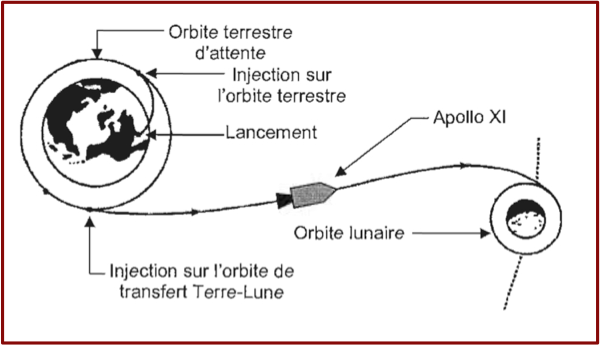 Orbite terrestre
d'attente
Injection sur
l'orbite terrestre
Lancement
Apollo XI
Orbite lunaire
Injection sur l'orbite de
transfert Terre-Lune